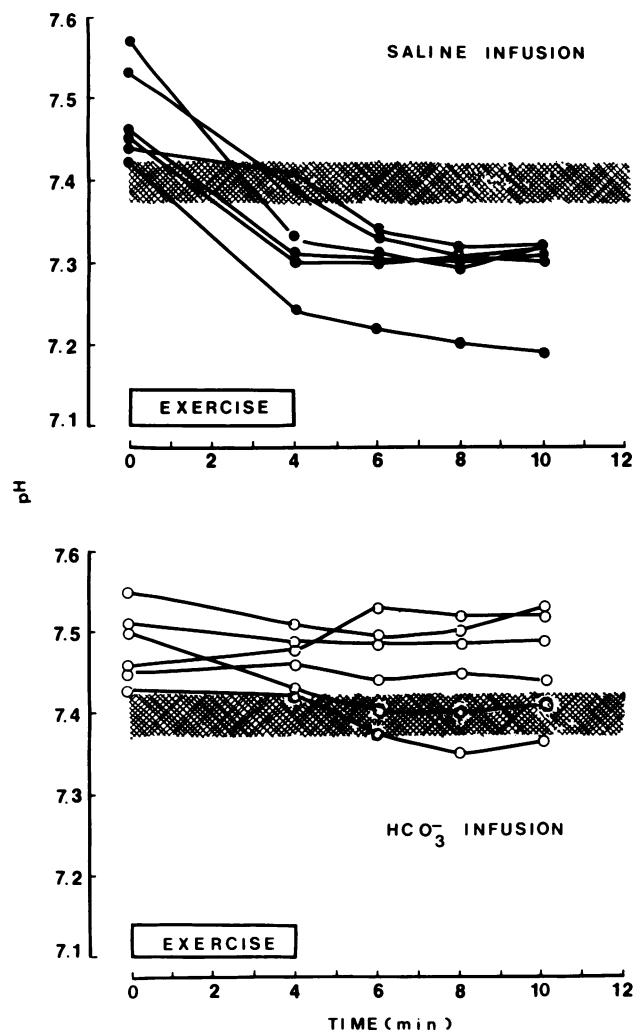 7.6
SALINE INFUSION
7.5
7.4
7.3
7.2
EXERCISE
7.1
0 2 4 6 8 10 12
pH
7.6
7.5
7.4
7.3
HCO₃⁻ INFUSION
7.2
EXERCISE
7.1
0 2 4 6 8 10 12
TIME (min)